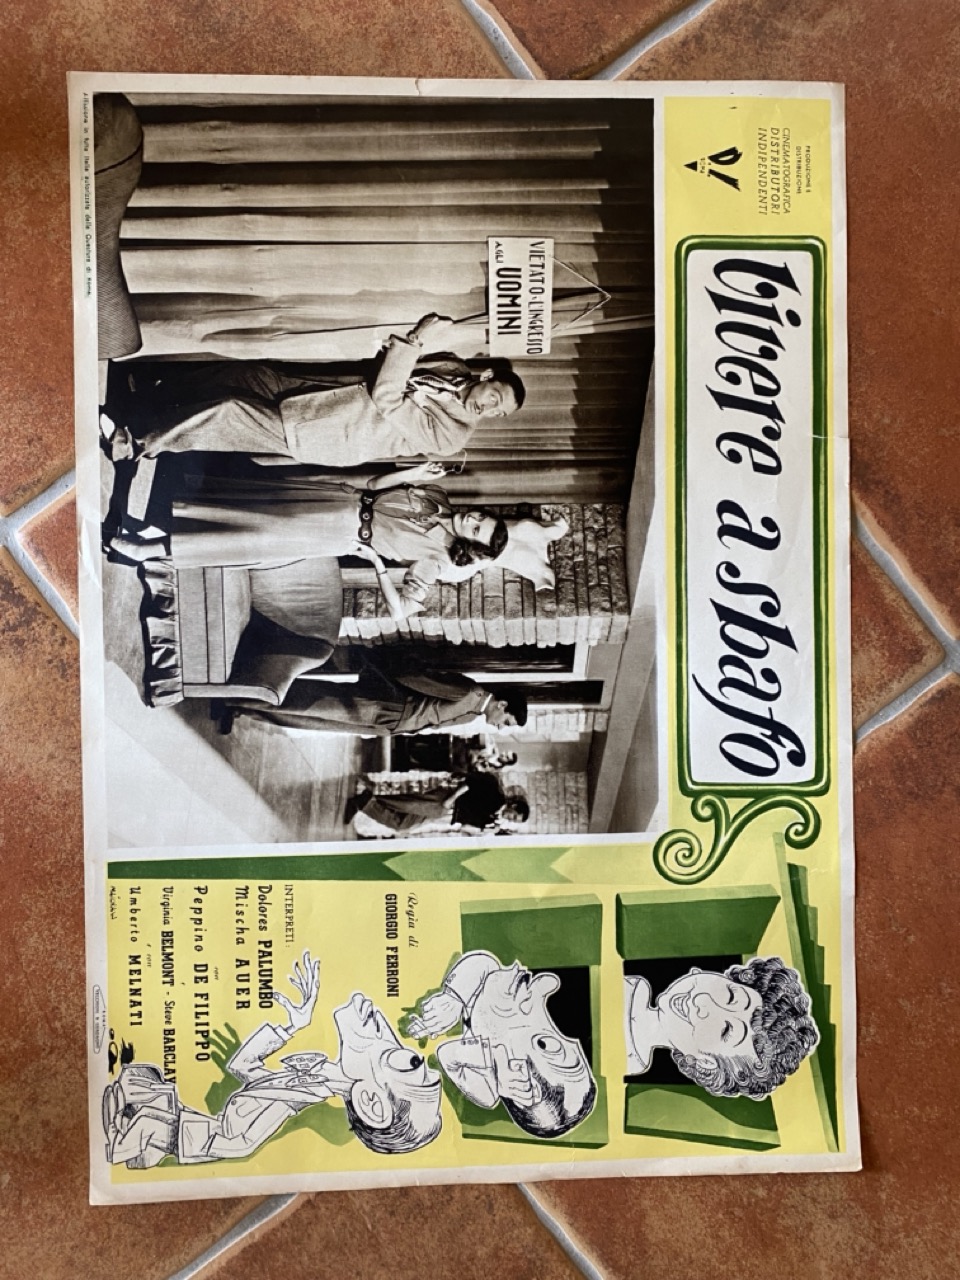 PRODUZIONE E
DISTRIBUZIONE
CINEMATOGRAFICA
DISTRIBUTORI
INDIPENDENTI
D.I
ROMA
vivere a sbafo
VIETATO L'INGRESSO
AGLI UOMINI
Regia di
GIORGIO FERRONI
INTERPRETI:
Dolores PALUMBO
Mischa AUER
con
Peppino DE FILIPPO
e
Virginia BELMONT - Steve BARCLAY
e con
Umberto MELNATI
ROMA
Affissione in tutta Italia autorizzata dalla Questura di Roma.